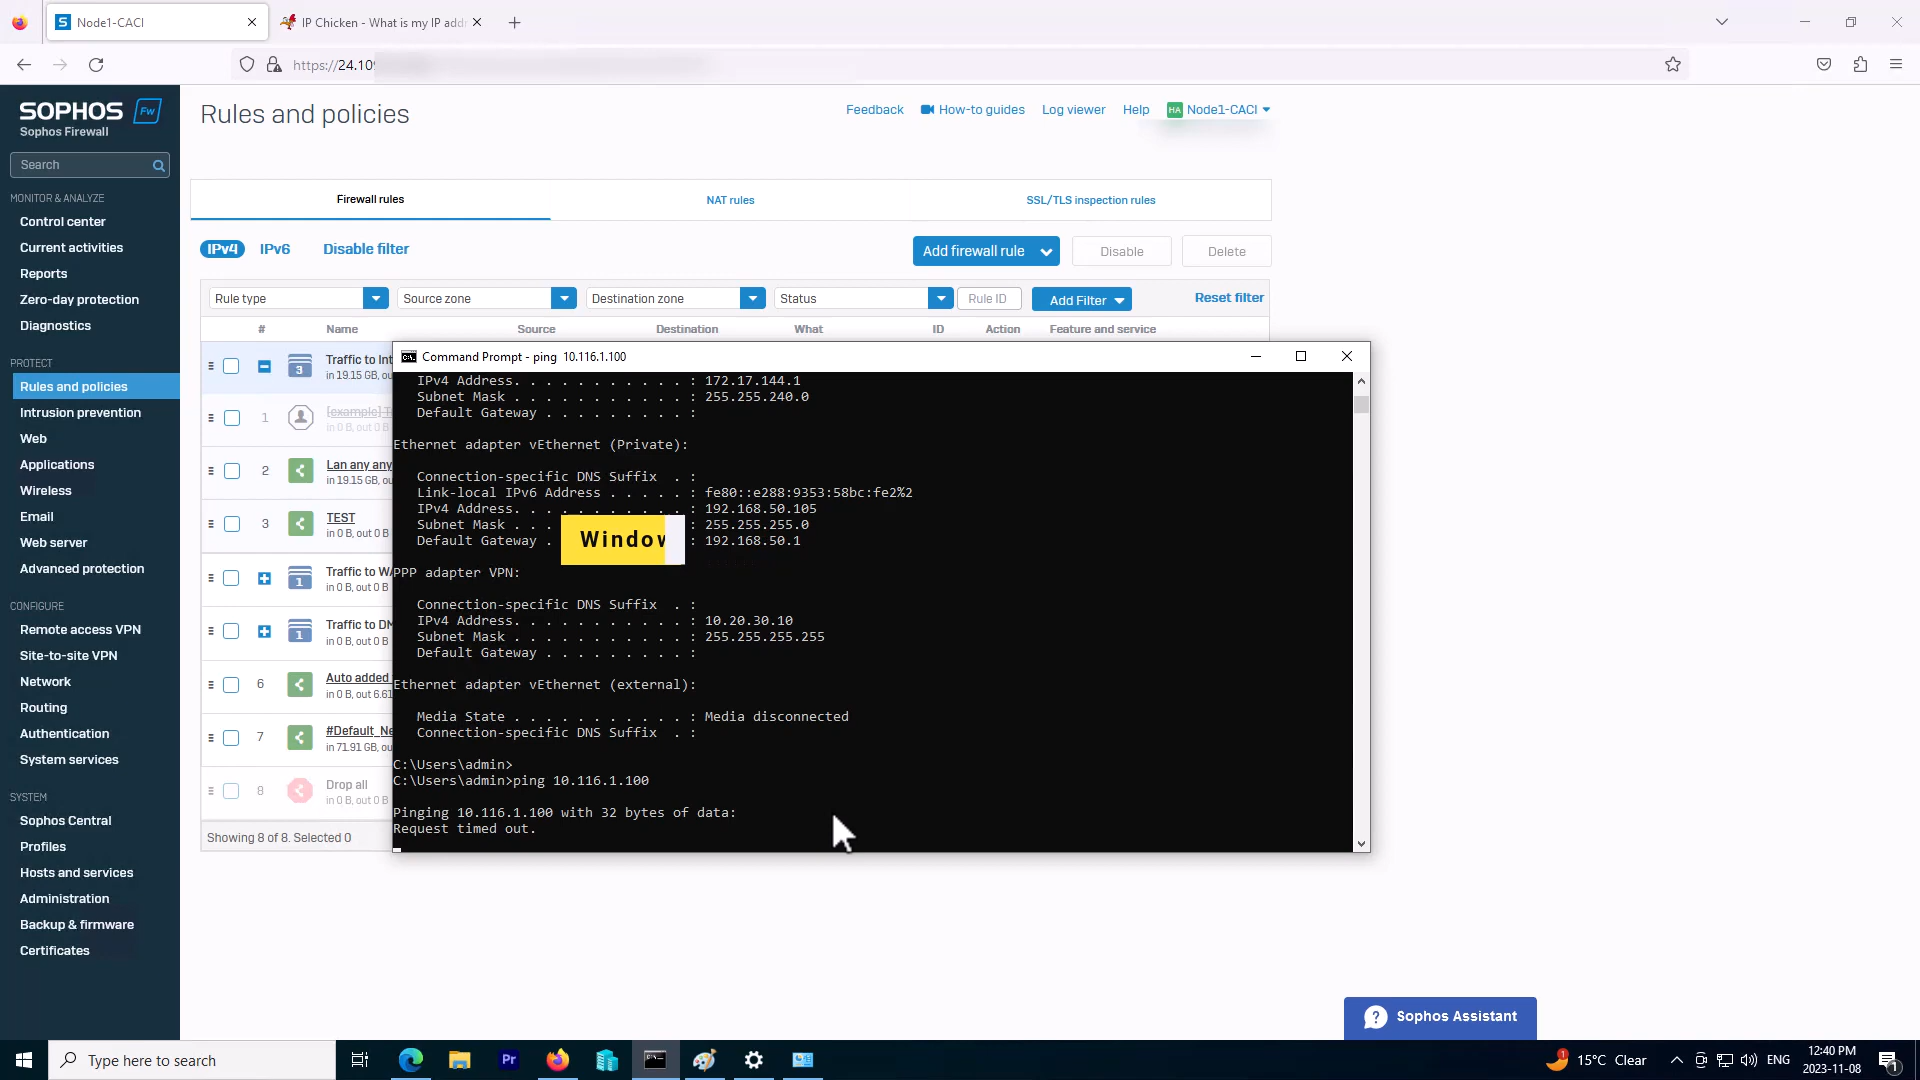 Node1-CACI
IP Chicken - What is my IP add
https://24.109
SOPHOS
Fw
Sophos Firewall
Search
MONITOR & ANALYZE
Control center
Current activities
Reports
Zero-day protection
Diagnostics
PROTECT
Rules and policies
Intrusion prevention
Web
Applications
Wireless
Email
Web server
Advanced protection
CONFIGURE
Remote access VPN
Site-to-site VPN
Network
Routing
Authentication
System services
SYSTEM
Sophos Central
Profiles
Hosts and services
Administration
Backup & firmware
Certificates
Rules and policies
Feedback
How-to guides
Log viewer
Help
HA
Node1-CACI
Firewall rules
NAT rules
SSL/TLS inspection rules
IPv4
IPv6
Disable filter
Add firewall rule
Disable
Delete
Rule type
Source zone
Destination zone
Status
Rule ID
Add Filter
Reset filter
# Name Source Destination What ID Action Feature and service
3
Traffic to Int
in 19.15 GB, ou
1
[example] T
in 0 B, out 0 B
2
Lan any any
in 19.15 GB, out
3
TEST
in 0 B, out 0 B
1
Traffic to WA
in 0 B, out 0 B
1
Traffic to DM
in 0 B, out 0 B
6
Auto added
in 0 B, out 6.61
7
#Default_Ne
in 71.91 GB, ou
8
Drop all
in 0 B, out 0 B
Showing 8 of 8. Selected 0
Command Prompt - ping 10.116.1.100
IPv4 Address. . . . . . . . . . . : 172.17.144.1
Subnet Mask . . . . . . . . . . . : 255.255.240.0
Default Gateway . . . . . . . . . :
Ethernet adapter vEthernet (Private):
Connection-specific DNS Suffix  . :
Link-local IPv6 Address . . . . . : fe80::e288:9353:58bc:fe2%2
IPv4 Address. . . . . . . . . . . : 192.168.50.105
Subnet Mask . . . : 255.255.255.0
Default Gateway . : 192.168.50.1
Window
PPP adapter VPN:
Connection-specific DNS Suffix  . :
IPv4 Address. . . . . . . . . . . : 10.20.30.10
Subnet Mask . . . . . . . . . . . : 255.255.255.255
Default Gateway . . . . . . . . . :
Ethernet adapter vEthernet (external):
Media State . . . . . . . . . . . : Media disconnected
Connection-specific DNS Suffix  . :
C:\Users\admin>
C:\Users\admin>ping 10.116.1.100
Pinging 10.116.1.100 with 32 bytes of data:
Request timed out.
Sophos Assistant
Type here to search
Pr
1
15°C Clear
ENG
12:40 PM
2023-11-08
1